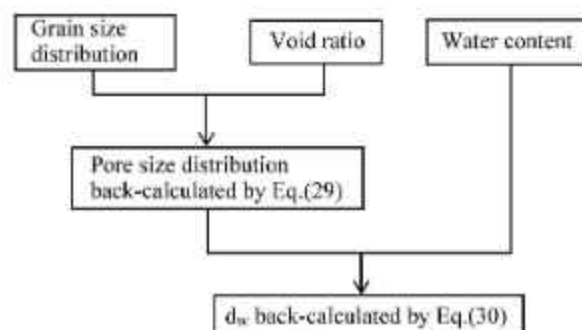 Grain size
distribution
Void ratio
Water content
Pore size distribution
back-calculated by Eq.(29)
dw back-calculated by Eq.(30)